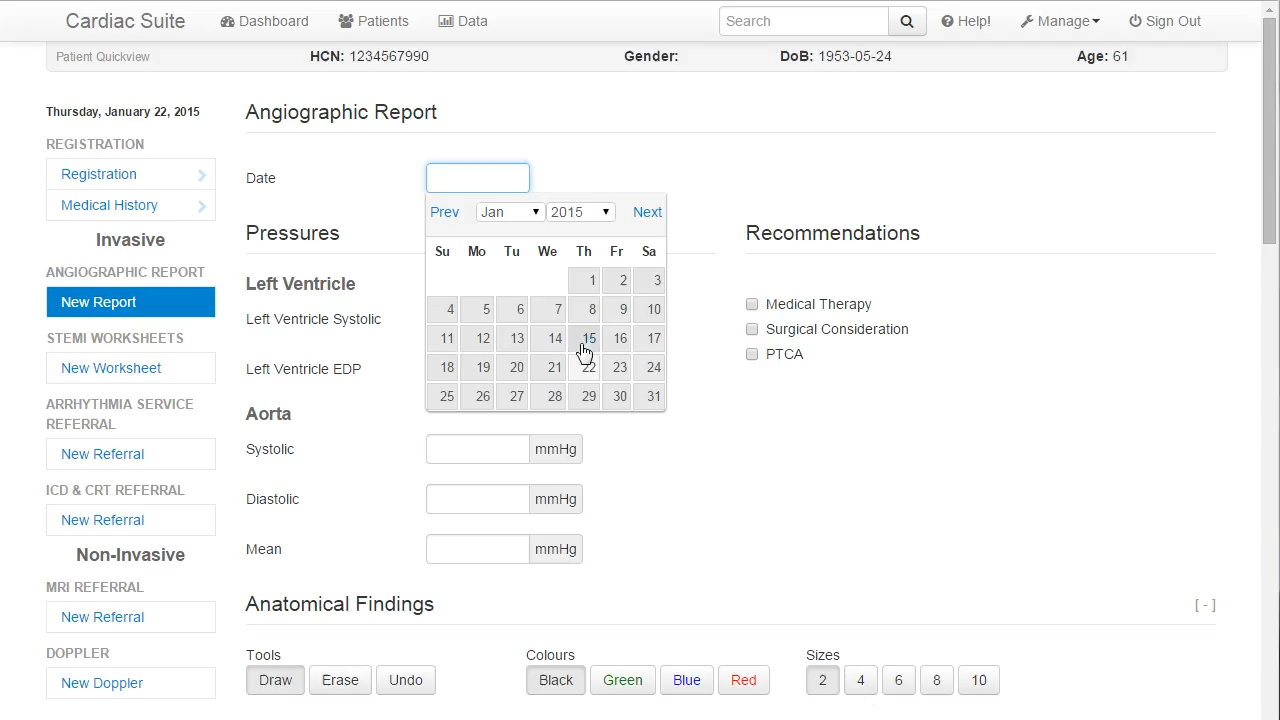 Cardiac Suite Dashboard Patients Data Search Help! Manage Sign Out
Patient Quickview HCN: 1234567990 Gender: DoB: 1953-05-24 Age: 61
Thursday, January 22, 2015
REGISTRATION
Registration
Medical History
Invasive
ANGIOGRAPHIC REPORT
New Report
STEMI WORKSHEETS
New Worksheet
ARRHYTHMIA SERVICE
REFERRAL
New Referral
ICD & CRT REFERRAL
New Referral
Non-Invasive
MRI REFERRAL
New Referral
DOPPLER
New Doppler
Angiographic Report
Date
Prev Jan 2015 Next
Su Mo Tu We Th Fr Sa
1 2 3
4 5 6 7 8 9 10
11 12 13 14 15 16 17
18 19 20 21 22 23 24
25 26 27 28 29 30 31
Pressures
Left Ventricle
Left Ventricle Systolic
Left Ventricle EDP
Aorta
Systolic mmHg
Diastolic mmHg
Mean mmHg
Recommendations
Medical Therapy
Surgical Consideration
PTCA
Anatomical Findings [ - ]
Tools Colours Sizes
Draw Erase Undo Black Green Blue Red 2 4 6 8 10